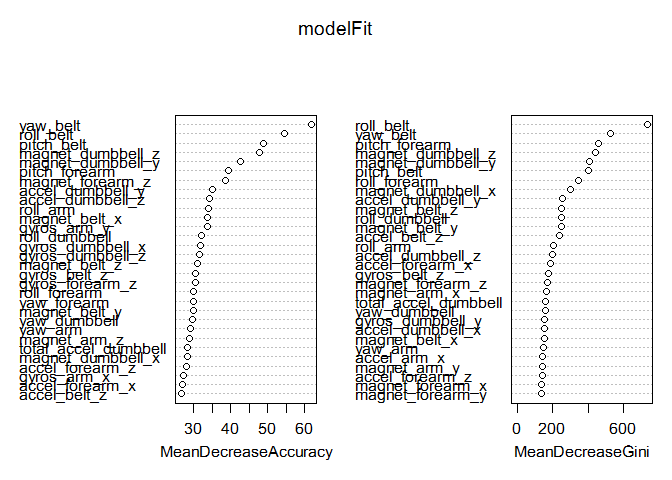 modelFit
yaw_belt
roll_belt
pitch_belt
magnet_dumbbell_z
magnet_dumbbell_y
pitch_forearm
magnet_forearm_z
accel_dumbbell_y
accel_dumbbell_z
roll_arm
magnet_belt_x
gyros_arm_y
roll_dumbbell
gyros_dumbbell_x
gyros_dumbbell_z
magnet_belt_z
gyros_belt_z
gyros_forearm_z
roll_forearm
yaw_forearm
magnet_belt_y
yaw_dumbbell
yaw_arm
magnet_arm_z
total_accel_dumbbell
magnet_dumbbell_x
accel_forearm_z
gyros_arm_x
accel_forearm_x
accel_belt_z
30 40 50 60
MeanDecreaseAccuracy
roll_belt
yaw_belt
pitch_forearm
magnet_dumbbell_z
magnet_dumbbell_y
pitch_belt
roll_forearm
magnet_dumbbell_x
accel_dumbbell_y
magnet_belt_z
roll_dumbbell
magnet_belt_y
accel_belt_z
roll_arm
accel_dumbbell_z
accel_forearm_x
gyros_belt_z
magnet_forearm_z
magnet_arm_x
total_accel_dumbbell
yaw_dumbbell
gyros_dumbbell_y
accel_dumbbell_x
magnet_belt_x
yaw_arm
accel_arm_x
magnet_arm_y
accel_forearm_z
magnet_forearm_x
magnet_forearm_y
0 200 600
MeanDecreaseGini